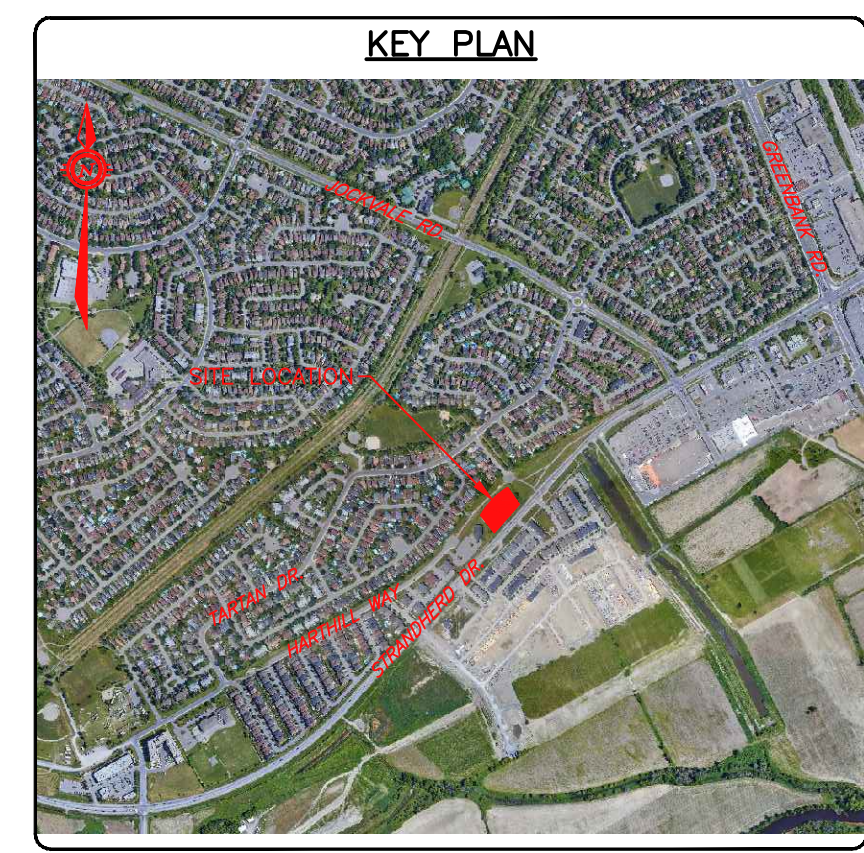 KEY PLAN
N
JOCKVALE RD.
GREENBANK RD.
SITE LOCATION
TARTAN DR.
HARTHILL WAY
STRANDHERD DR.